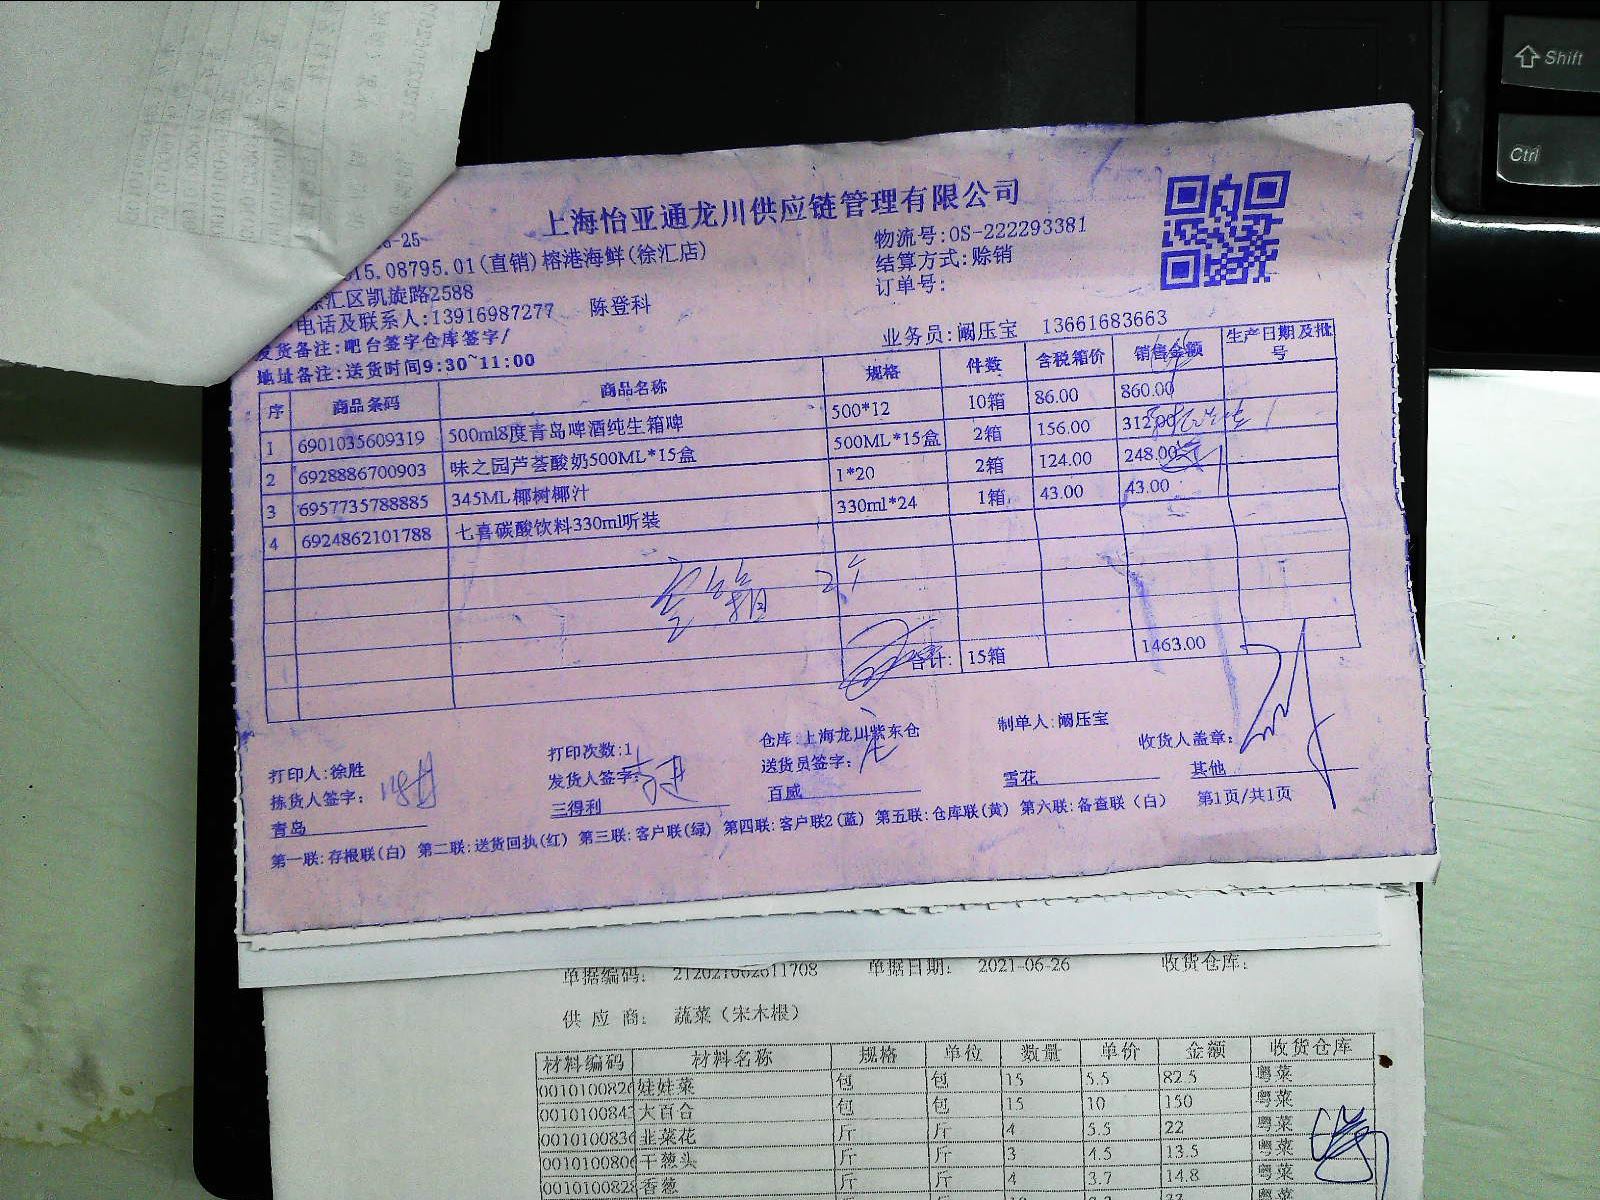 上海怡亚通龙川供应链管理有限公司
-25
15.08795.01(直销)榕港海鲜(徐汇店)
物流号:OS-222293381
汇区凯旋路2588
结算方式:赊销
电话及联系人:13916987277 陈登科
订单号:
发货备注:吧台签字仓库签字/
业务员:阚压宝 13661683663
地址备注:送货时间9:30~11:00
序 商品条码 商品名称 规格 件数 含税箱价 销售金额 生产日期及批号
1 6901035609319 500ml8度青岛啤酒纯生箱啤 500*12 10箱 86.00 860.00
2 6928886700903 味之园芦荟酸奶500ML*15盒 500ML*15盒 2箱 156.00 312.00
3 6957735788885 345ML椰树椰汁 1*20 2箱 124.00 248.00
4 6924862101788 七喜碳酸饮料330ml听装 330ml*24 1箱 43.00 43.00
合计: 15箱 1463.00
打印人:徐胜 打印次数:1 仓库:上海龙川紫东仓 制单人:阚压宝
拣货人签字: 发货人签字: 送货员签字: 收货人盖章:
青岛 三得利 百威 雪花 其他
第一联:存根联(白) 第二联:送货回执(红) 第三联:客户联(绿) 第四联:客户联2(蓝) 第五联:仓库联(黄) 第六联:备查联(白) 第1页/共1页
单据编码: 212021062611708 单据日期: 2021-06-26 收货仓库:
供应商: 蔬菜(宋木根)
材料编码 材料名称 规格 单位 数量 单价 金额 收货仓库
0010100826 娃娃菜 包 包 15 5.5 82.5 粤菜
001010084 大百合 包 包 15 10 150 粤菜
0010100836 韭菜花 斤 斤 4 5.5 22 粤菜
0010100806 干葱头 斤 斤 3 4.5 13.5 粤菜
0010100828 香葱 斤 斤 4 3.7 14.8 粤菜
Shift
Ctrl